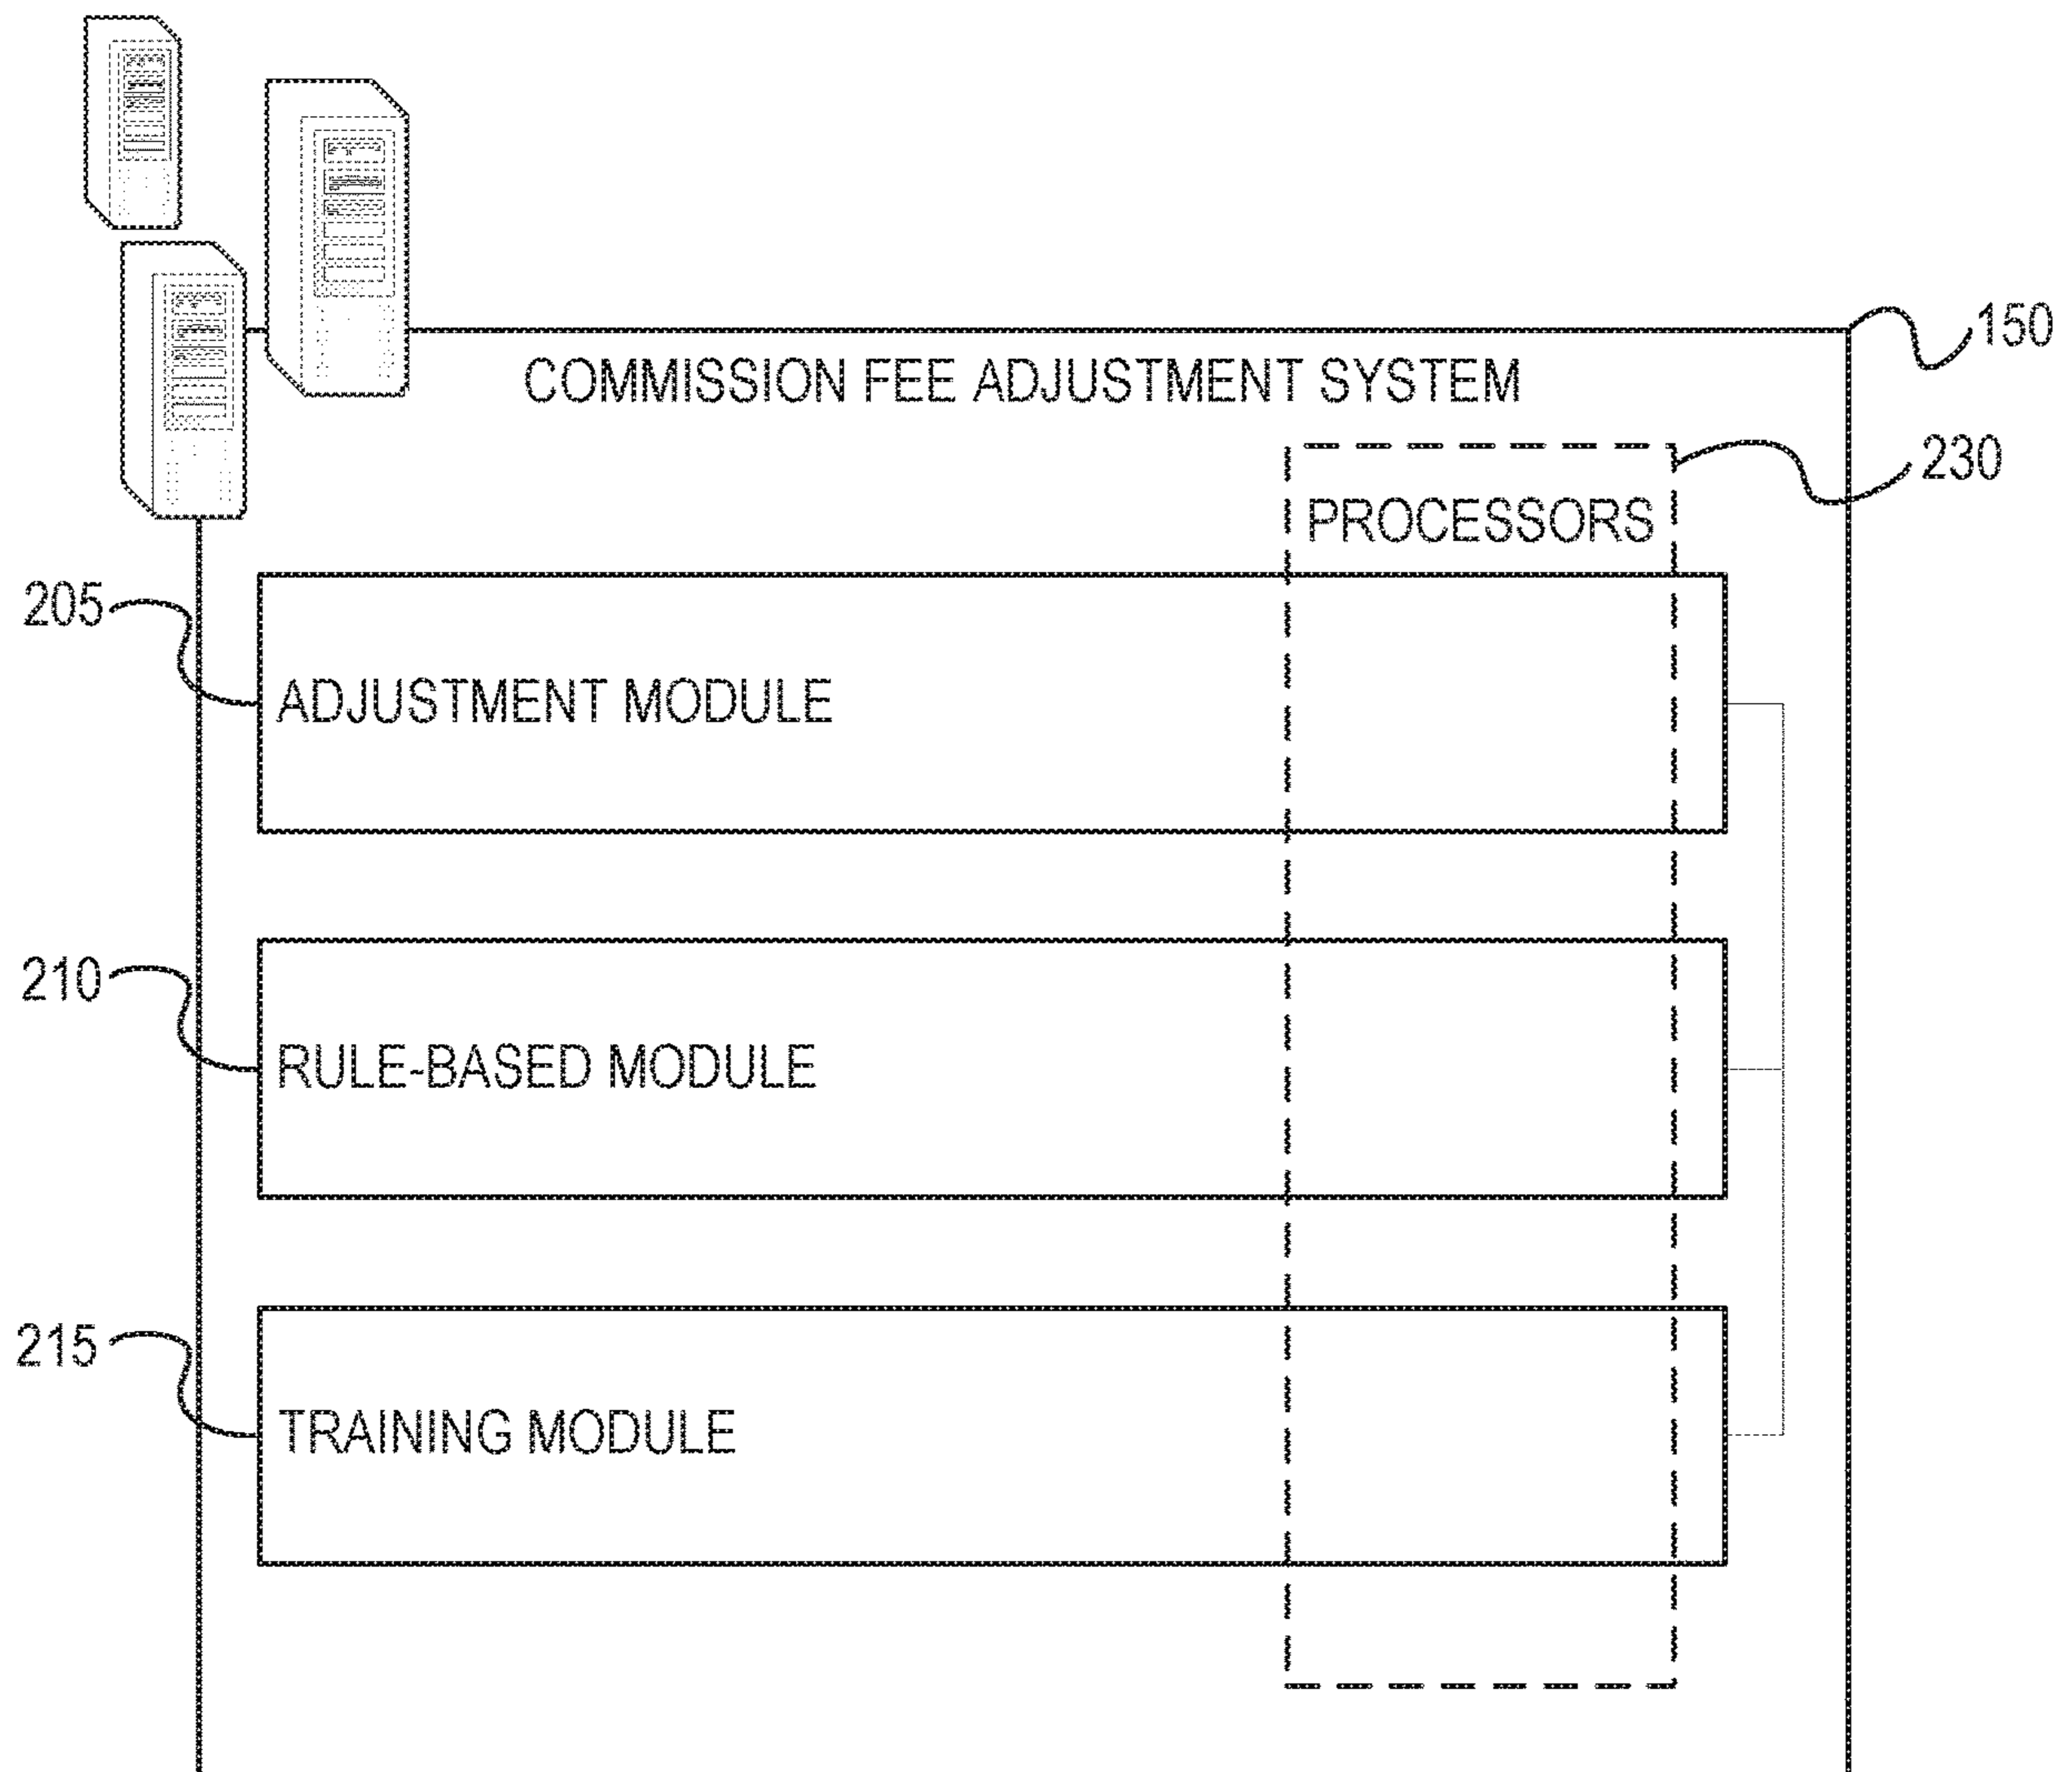 150
COMMISSION FEE ADJUSTMENT SYSTEM
230
PROCESSORS
205
ADJUSTMENT MODULE
210
RULE-BASED MODULE
215
TRAINING MODULE